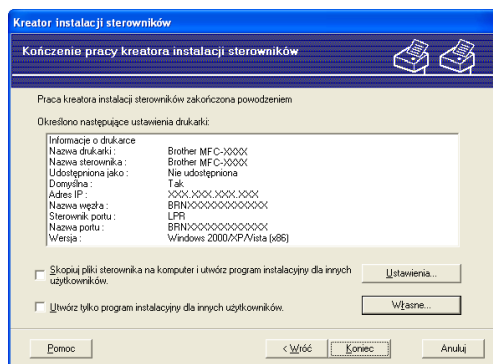 Kreator instalacji sterowników
Kończenie pracy kreatora instalacji sterowników
Praca kreatora instalacji sterowników zakończona powodzeniem
Określono następujące ustawienia drukarki:
Informacje o drukarce
Nazwa drukarki : Brother MFC-XXXX
Nazwa sterownika : Brother MFC-XXXX
Udostępniona jako : Nie udostępniona
Domyślna : Tak
Adres IP : XXX.XXX.XXX.XXX
Nazwa węzła : BRNXXXXXXXXXXXX
Sterownik portu : LPR
Nazwa portu : BRNXXXXXXXXXXXX
Wersja : Windows 2000/XP/Vista (x86)
Skopiuj pliki sterownika na komputer i utwórz program instalacyjny dla innych
użytkowników.
Ustawienia...
Utwórz tylko program instalacyjny dla innych użytkowników.
Własne...
Pomoc
< Wróć
Koniec
Anuluj